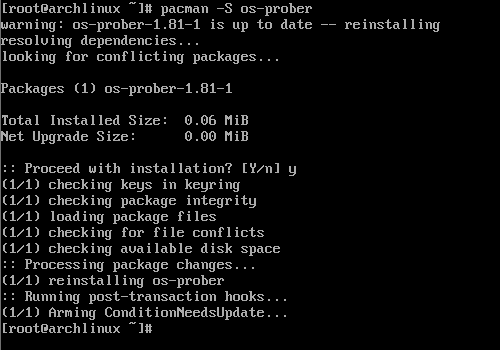 [root@archlinux ~]# pacman -S os-prober
warning: os-prober-1.81-1 is up to date -- reinstalling
resolving dependencies...
looking for conflicting packages...
Packages (1) os-prober-1.81-1
Total Installed Size:  0.06 MiB
Net Upgrade Size:      0.00 MiB
:: Proceed with installation? [Y/n] y
(1/1) checking keys in keyring
(1/1) checking package integrity
(1/1) loading package files
(1/1) checking for file conflicts
(1/1) checking available disk space
:: Processing package changes...
(1/1) reinstalling os-prober
:: Running post-transaction hooks...
(1/1) Arming ConditionNeedsUpdate...
[root@archlinux ~]#